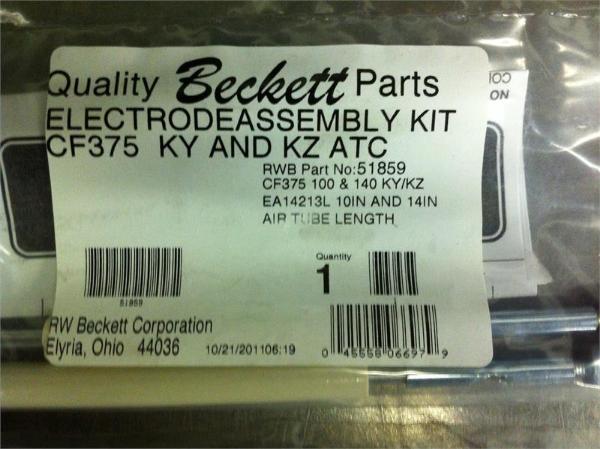 Quality Beckett Parts
ELECTRODEASSEMBLY KIT
CF375 KY AND KZ ATC
RWB Part No:51859
CF375 100 & 140 KY/KZ
EA14213L 10IN AND 14IN
AIR TUBE LENGTH
Quantity
1
51859
RW Beckett Corporation
Elyria, Ohio 44036
10/21/201106:19
0 45558 06697 9
NO